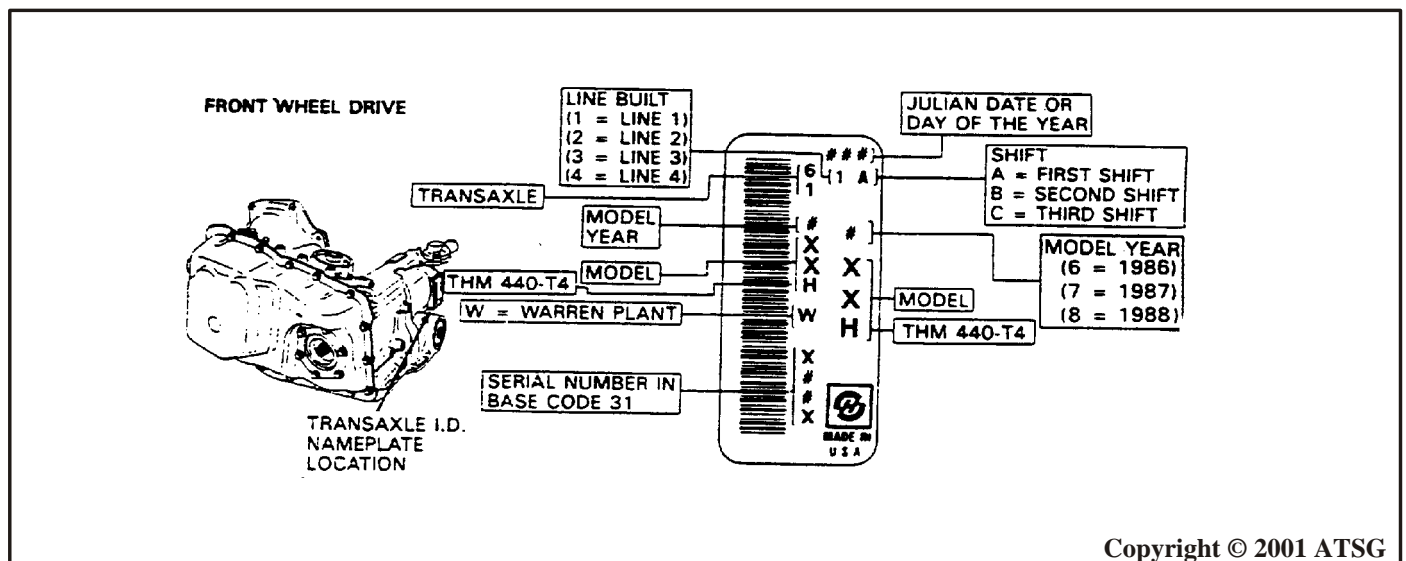 FRONT WHEEL DRIVE
LINE BUILT
(1 = LINE 1)
(2 = LINE 2)
(3 = LINE 3)
(4 = LINE 4)
TRANSAXLE
MODEL
YEAR
MODEL
THM 440-T4
W = WARREN PLANT
SERIAL NUMBER IN
BASE CODE 31
TRANSAXLE I.D.
NAMEPLATE
LOCATION
6
1
#
X
X
H
W
X
#
#
X
###
1 A
#
X
X
H
MADE IN
USA
JULIAN DATE OR
DAY OF THE YEAR
SHIFT
A = FIRST SHIFT
B = SECOND SHIFT
C = THIRD SHIFT
MODEL YEAR
(6 = 1986)
(7 = 1987)
(8 = 1988)
MODEL
THM 440-T4
Copyright © 2001 ATSG